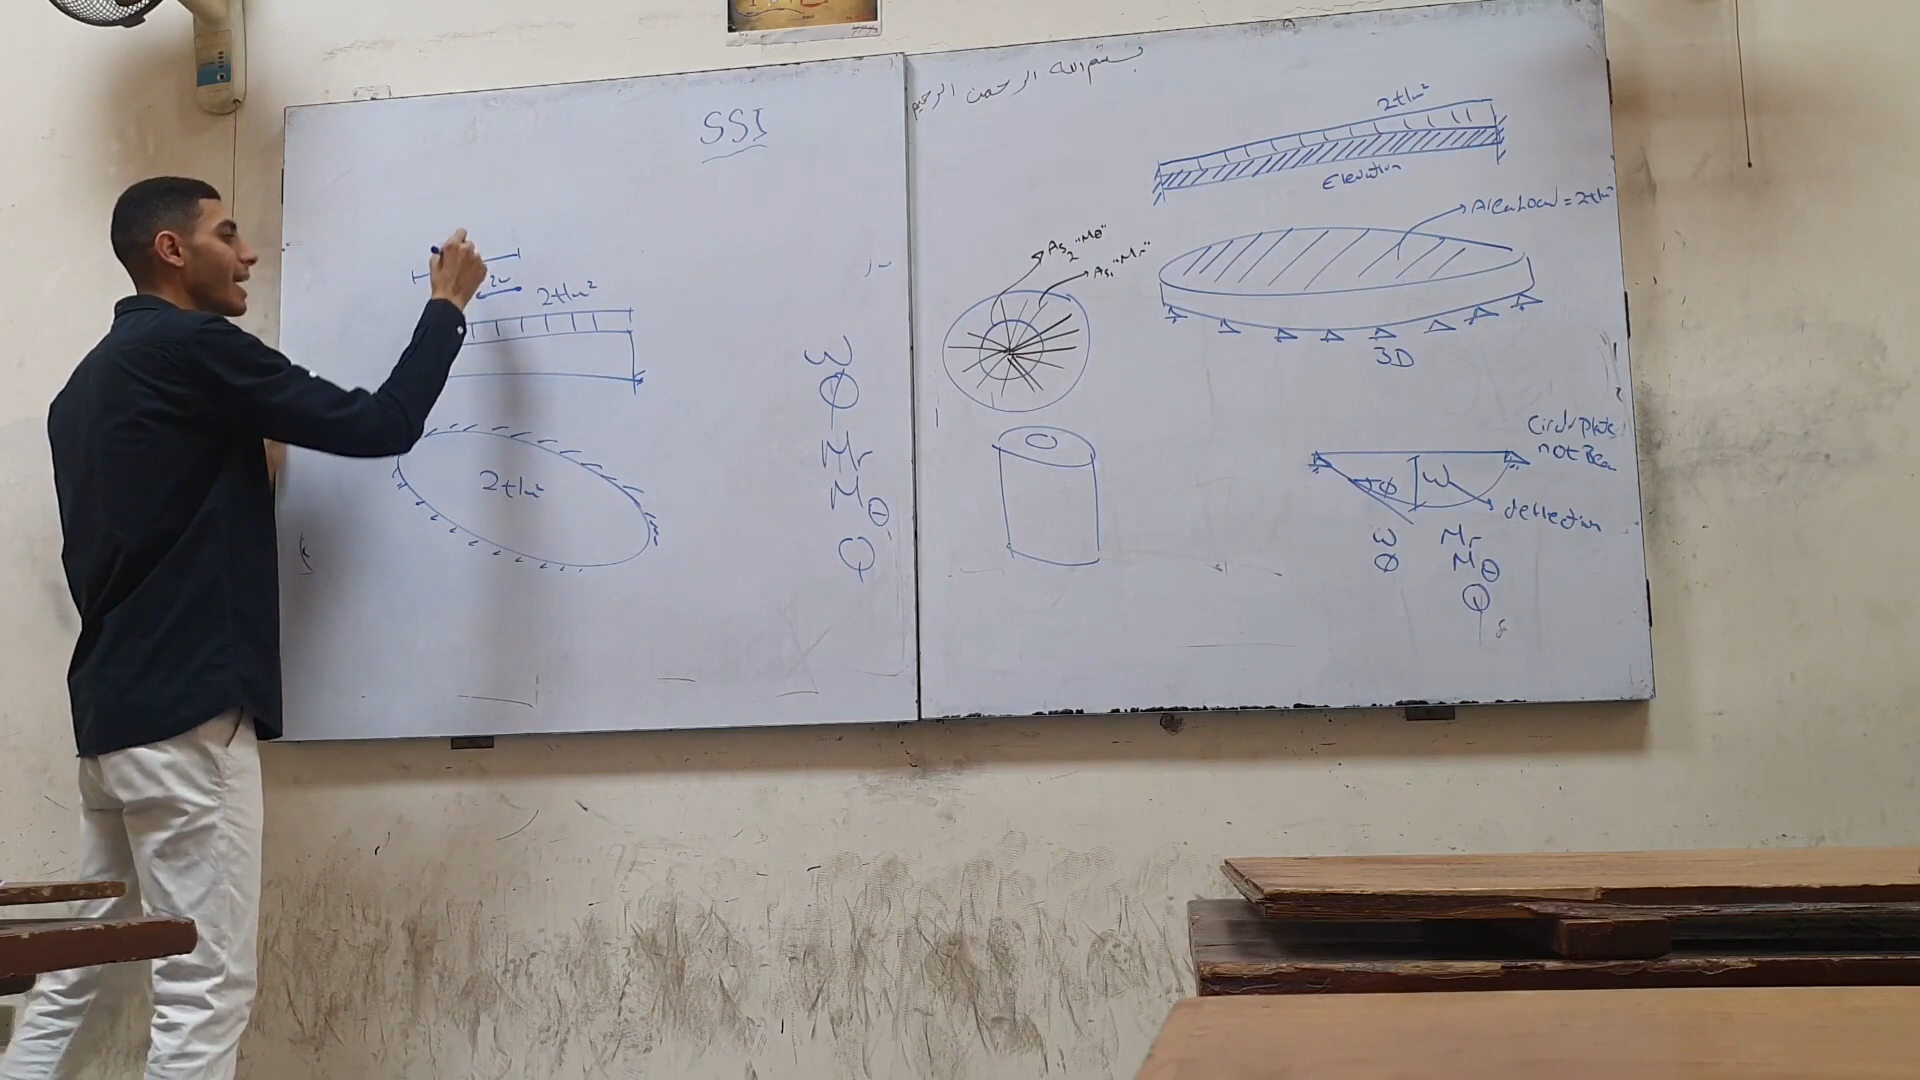 SSI
2m
2t/m²
2t/m²
ω
Φ
Mr
Mθ
Q
بسم الله الرحمن الرحيم
2t/m²
Elevation
Area Load = 2t/m²
3D
As2 "Mθ"
As1 "Mr"
Circular plate
not Beam
Φ
ω
deflection
ω Mr
Φ Mθ
Q